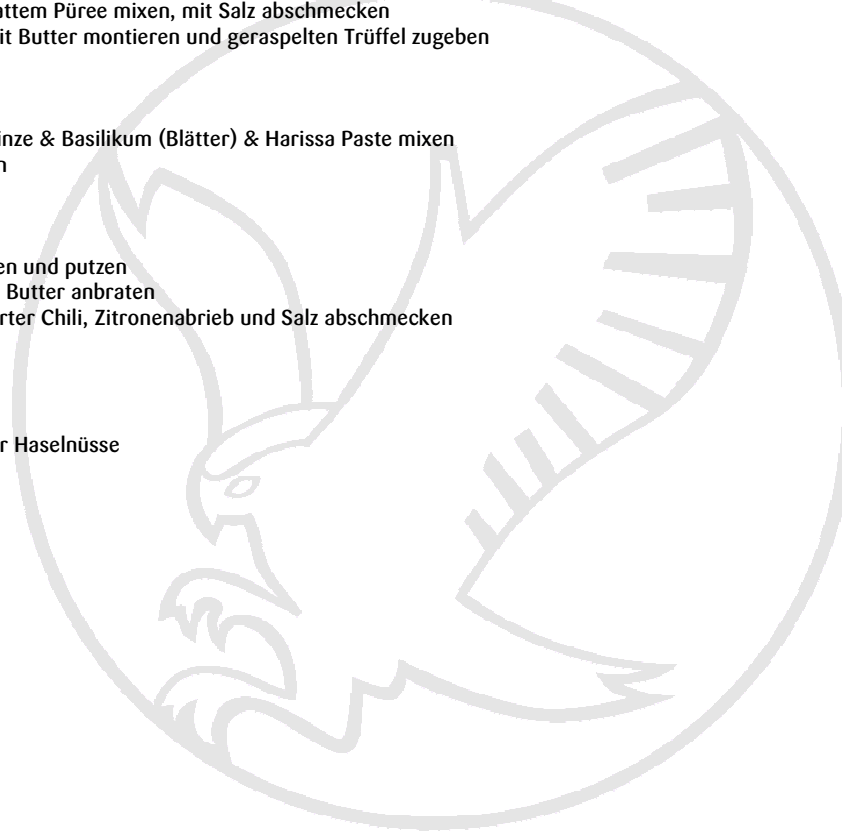 attem Püree mixen, mit Salz abschmecken
it Butter montieren und geraspelten Trüffel zugeben
inze & Basilikum (Blätter) & Harissa Paste mixen
n
en und putzen
Butter anbraten
rter Chili, Zitronenabrieb und Salz abschmecken
r Haselnüsse